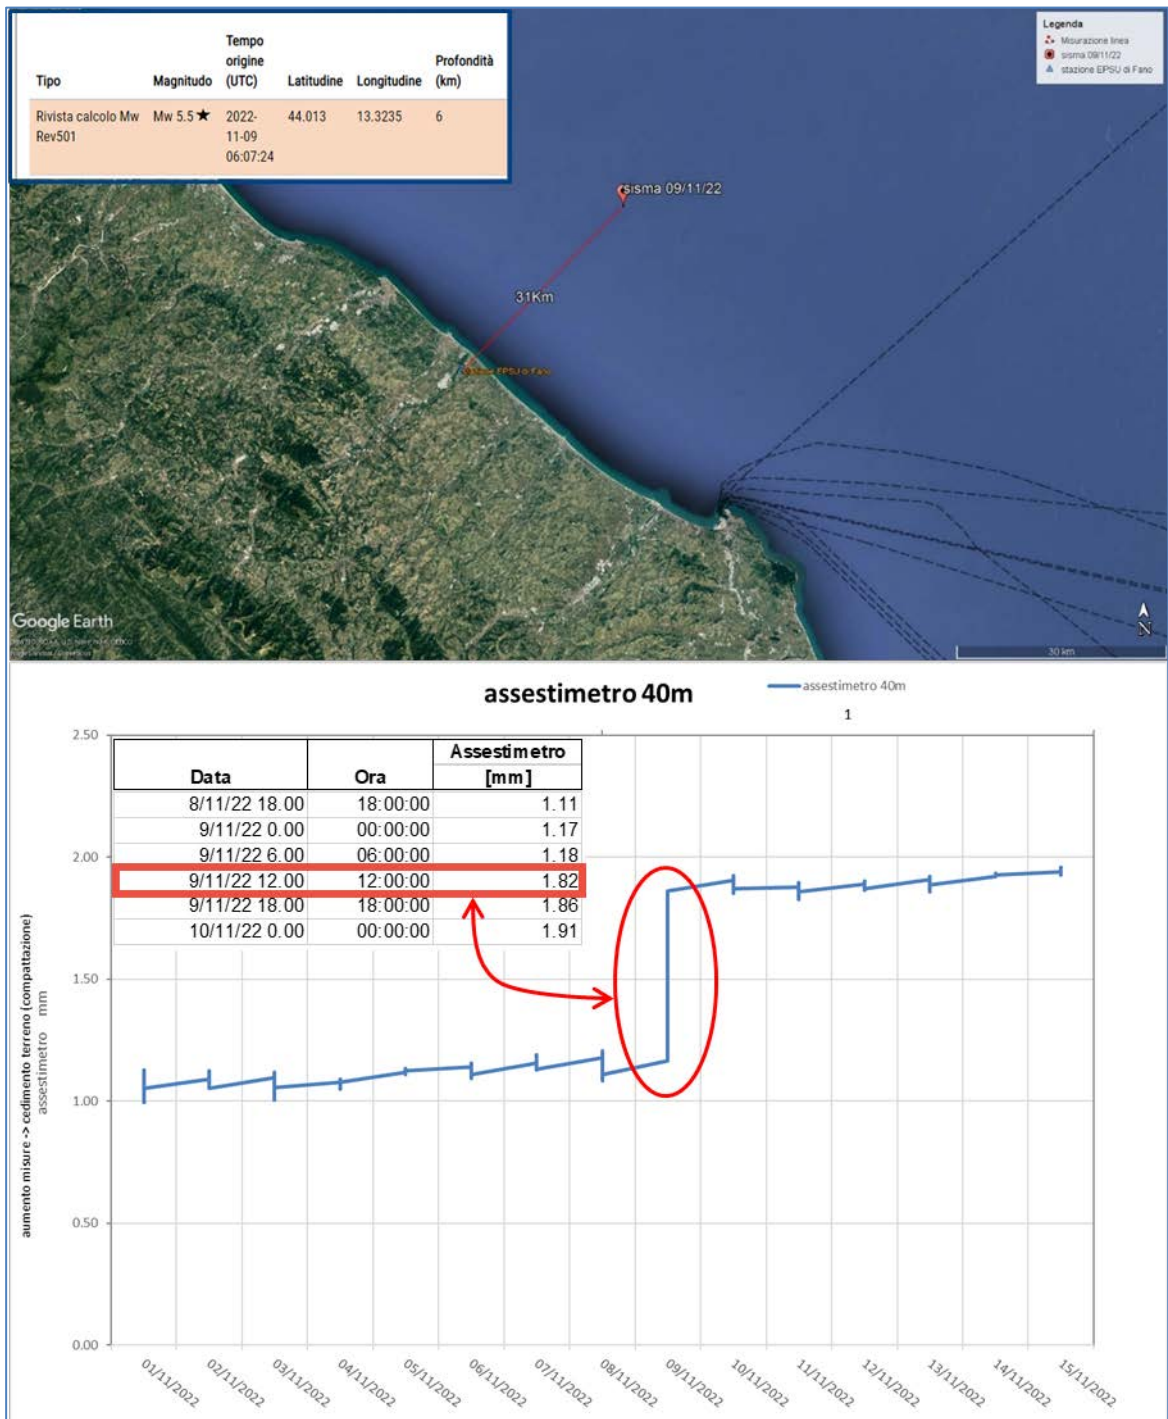 Tipo Magnitudo Tempo origine (UTC) Latitudine Longitudine Profondità (km)
Rivista calcolo Mw Rev501 Mw 5.5 ★ 2022-11-09 06:07:24 44.013 13.3235 6
Legenda
Misurazione linea
sisma 09/11/22
stazione EPSU di Fano
sisma 09/11/22
31Km
stazione EPSU di Fano
Google Earth
N
30 km
assestimetro 40m
assestimetro 40m
1
Data Ora Assestimetro [mm]
8/11/22 18.00 18:00:00 1.11
9/11/22 0.00 00:00:00 1.17
9/11/22 6.00 06:00:00 1.18
9/11/22 12.00 12:00:00 1.82
9/11/22 18.00 18:00:00 1.86
10/11/22 0.00 00:00:00 1.91
aumento misure -> cedimento terreno (compattazione)
assestimetro mm
2.50
2.00
1.50
1.00
0.50
0.00
01/11/2022
02/11/2022
03/11/2022
04/11/2022
05/11/2022
06/11/2022
07/11/2022
08/11/2022
09/11/2022
10/11/2022
11/11/2022
12/11/2022
13/11/2022
14/11/2022
15/11/2022